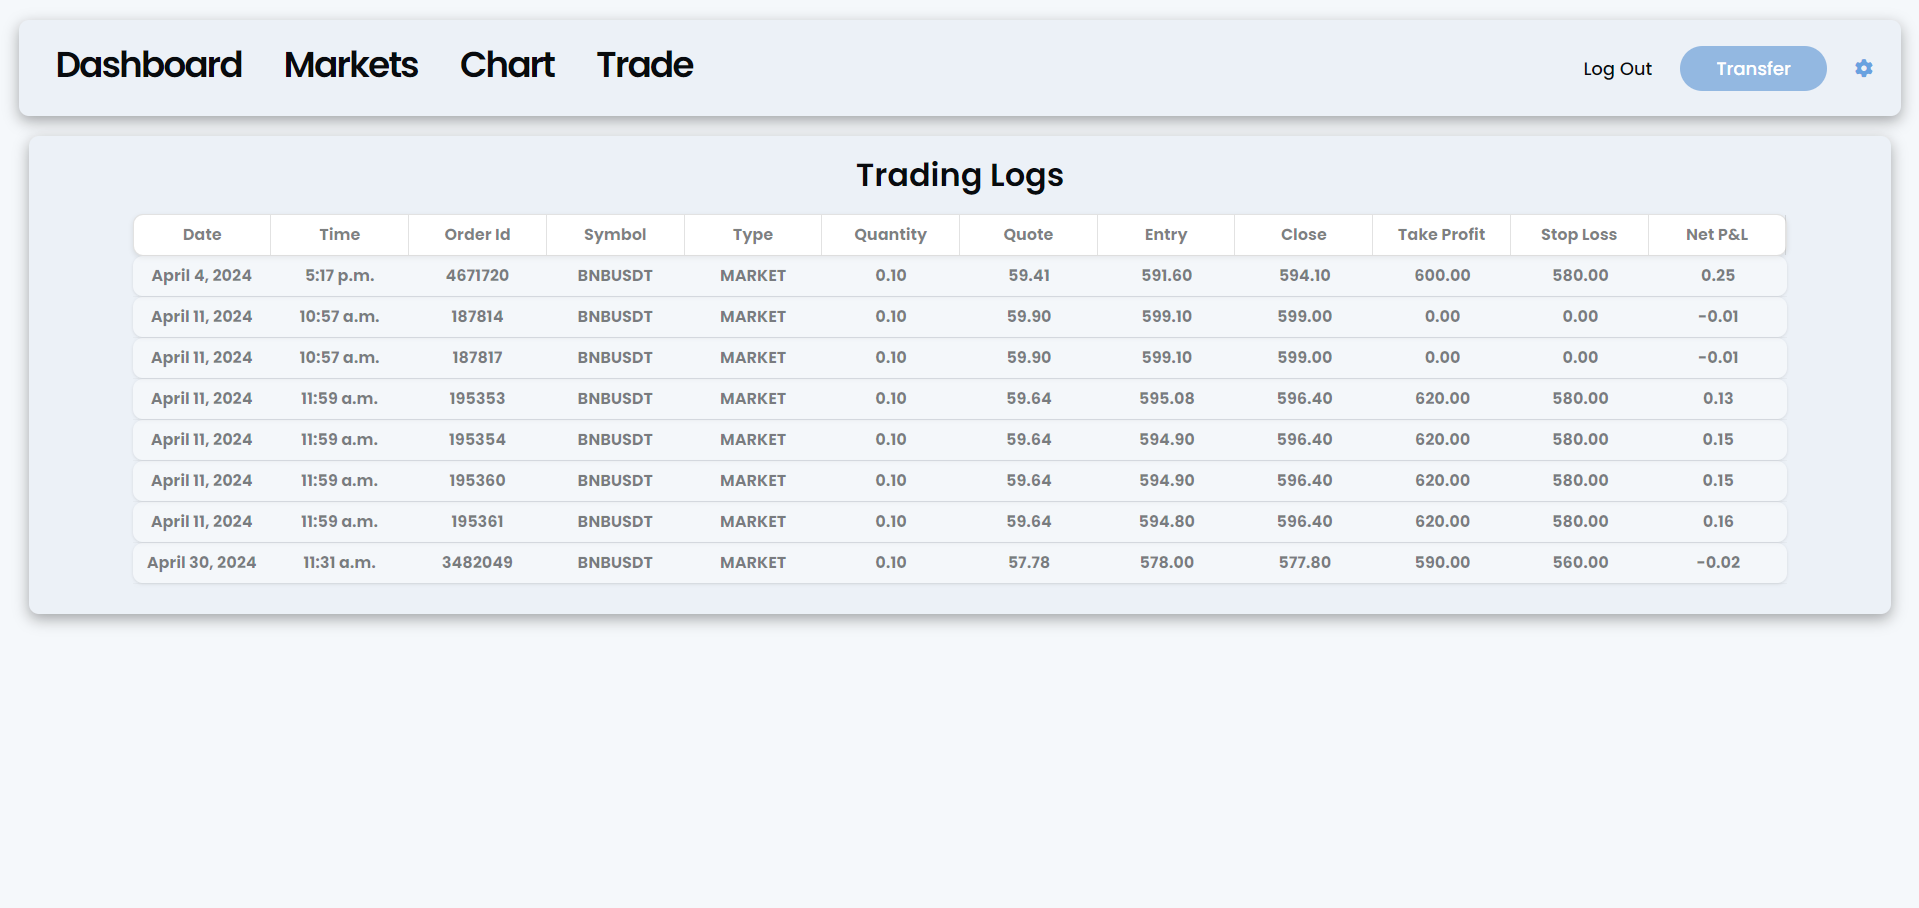 Dashboard Markets Chart Trade Log Out Transfer
Trading Logs
Date Time Order Id Symbol Type Quantity Quote Entry Close Take Profit Stop Loss Net P&L
April 4, 2024 5:17 p.m. 4671720 BNBUSDT MARKET 0.10 59.41 591.60 594.10 600.00 580.00 0.25
April 11, 2024 10:57 a.m. 187814 BNBUSDT MARKET 0.10 59.90 599.10 599.00 0.00 0.00 -0.01
April 11, 2024 10:57 a.m. 187817 BNBUSDT MARKET 0.10 59.90 599.10 599.00 0.00 0.00 -0.01
April 11, 2024 11:59 a.m. 195353 BNBUSDT MARKET 0.10 59.64 595.08 596.40 620.00 580.00 0.13
April 11, 2024 11:59 a.m. 195354 BNBUSDT MARKET 0.10 59.64 594.90 596.40 620.00 580.00 0.15
April 11, 2024 11:59 a.m. 195360 BNBUSDT MARKET 0.10 59.64 594.90 596.40 620.00 580.00 0.15
April 11, 2024 11:59 a.m. 195361 BNBUSDT MARKET 0.10 59.64 594.80 596.40 620.00 580.00 0.16
April 30, 2024 11:31 a.m. 3482049 BNBUSDT MARKET 0.10 57.78 578.00 577.80 590.00 560.00 -0.02